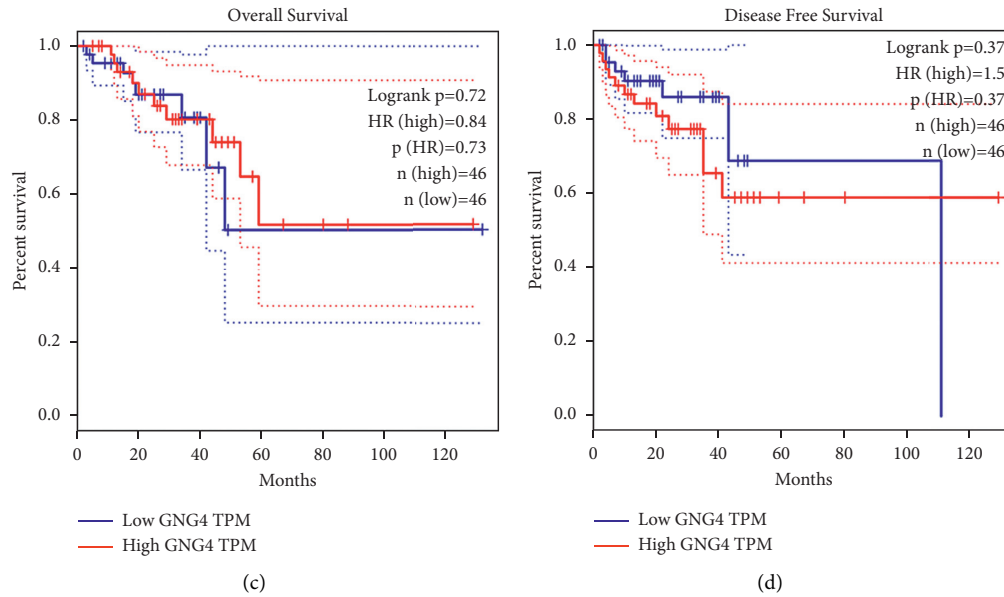 Overall Survival
Percent survival
1.0
0.8
0.6
0.4
0.2
0.0
Logrank p=0.72
HR (high)=0.84
p (HR)=0.73
n (high)=46
n (low)=46
0 20 40 60 80 100 120
Months
Low GNG4 TPM
High GNG4 TPM
(c)
Disease Free Survival
Percent survival
1.0
0.8
0.6
0.4
0.2
0.0
Logrank p=0.37
HR (high)=1.5
p (HR)=0.37
n (high)=46
n (low)=46
0 20 40 60 80 100 120
Months
Low GNG4 TPM
High GNG4 TPM
(d)